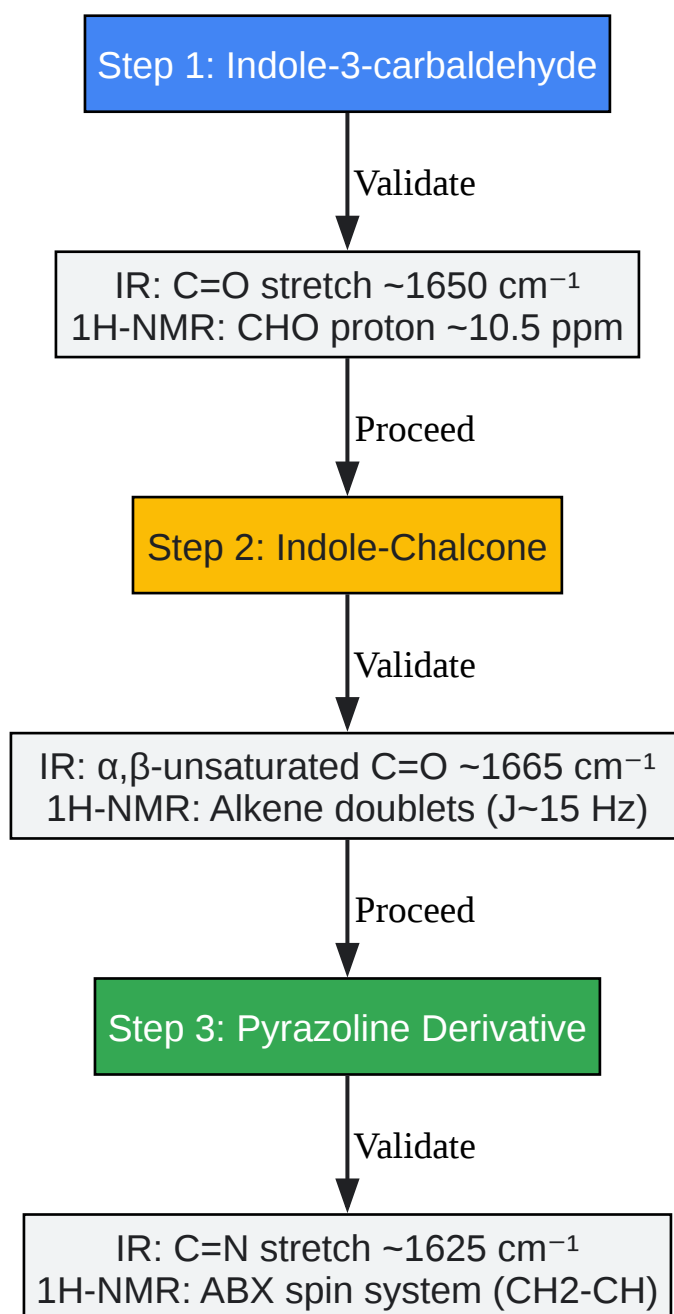 Step 1: Indole-3-carbaldehyde
Validate
IR: C=O stretch ~1650 cm⁻¹
1H-NMR: CHO proton ~10.5 ppm
Proceed
Step 2: Indole-Chalcone
Validate
IR: α,β-unsaturated C=O ~1665 cm⁻¹
1H-NMR: Alkene doublets (J~15 Hz)
Proceed
Step 3: Pyrazoline Derivative
Validate
IR: C=N stretch ~1625 cm⁻¹
1H-NMR: ABX spin system (CH2-CH)